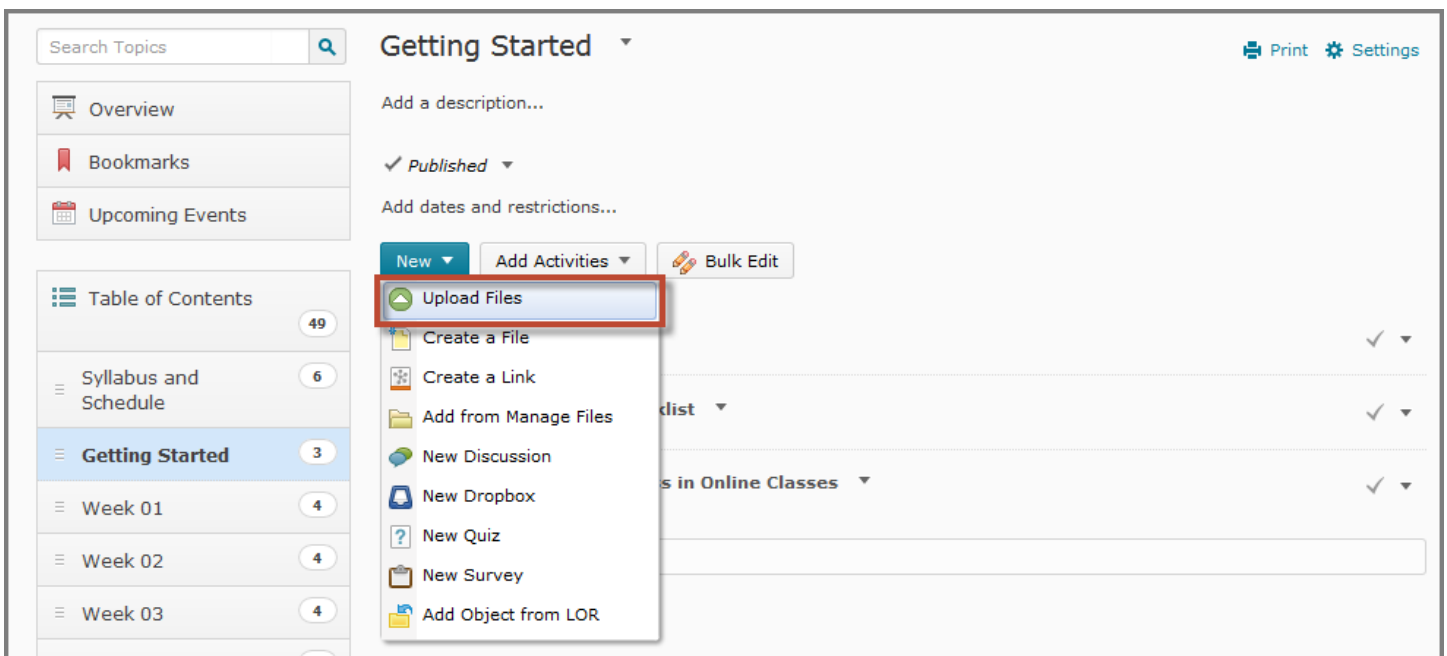 Search Topics
Overview
Bookmarks
Upcoming Events
Table of Contents
49
Syllabus and
Schedule
6
Getting Started
3
Week 01
4
Week 02
4
Week 03
4
Getting Started
Print
Settings
Add a description...
Published
Add dates and restrictions...
New
Add Activities
Bulk Edit
Upload Files
Create a File
Create a Link
Add from Manage Files
New Discussion
New Dropbox
New Quiz
New Survey
Add Object from LOR
in Online Classes